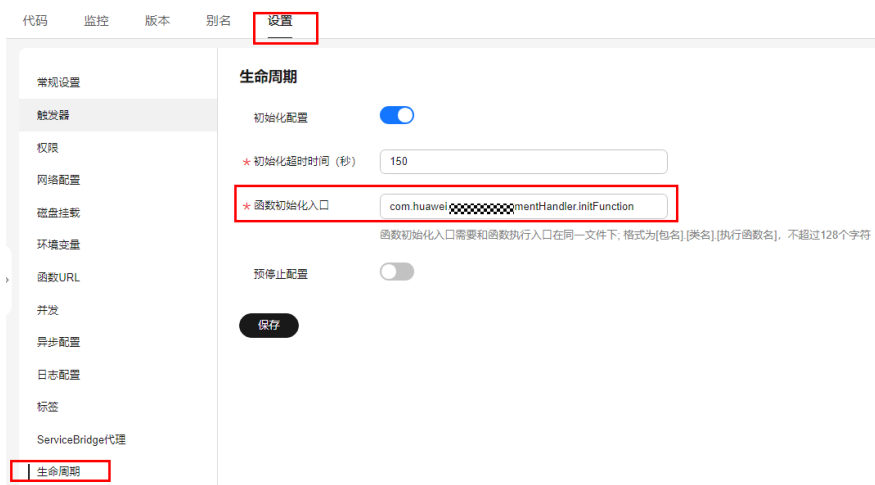 代码 监控 版本 别名 设置
常规设置
触发器
权限
网络配置
磁盘挂载
环境变量
函数URL
并发
异步配置
日志配置
标签
ServiceBridge代理
生命周期
生命周期
初始化配置
*初始化超时时间（秒） 150
*函数初始化入口 com.huawei mentHandler.initFunction
函数初始化入口需要和函数执行入口在同一文件下; 格式为[包名].[类名].[执行函数名]，不超过128个字符
预停止配置
保存